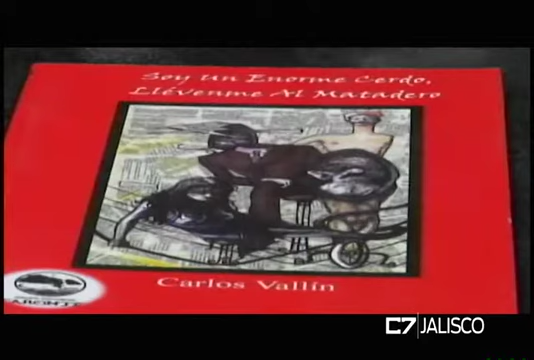 Soy Un Enorme Cerdo,
Llévenme Al Matadero
Carlos Vallín
C7 JALISCO